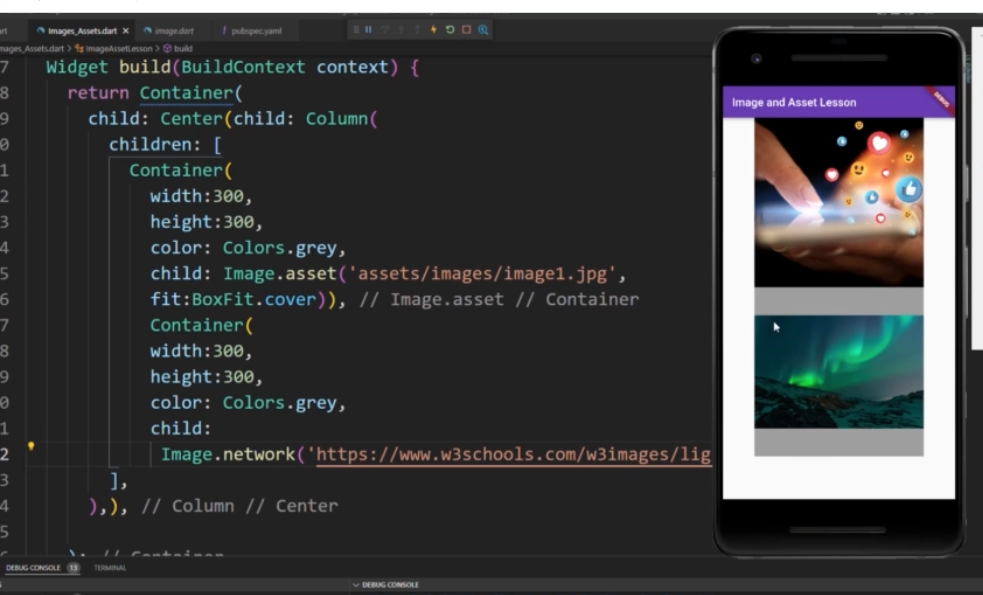 Images_Assets.dart × image.dart pubspec.yaml
Images_Assets.dart > imageAssetLesson > build
7 Widget build(BuildContext context) {
8 return Container(
9 child: Center(child: Column(
0 children: [
1 Container(
2 width:300,
3 height:300,
4 color: Colors.grey,
5 child: Image.asset('assets/images/image1.jpg',
6 fit:BoxFit.cover)), // Image.asset // Container
7 Container(
8 width:300,
9 height:300,
0 color: Colors.grey,
1 child:
2 Image.network('https://www.w3schools.com/w3images/lig
3 ],
4 ),), // Column // Center
5
); // Container
DEBUG CONSOLE 13 TERMINAL
DEBUG CONSOLE
Image and Asset Lesson
DEBUG